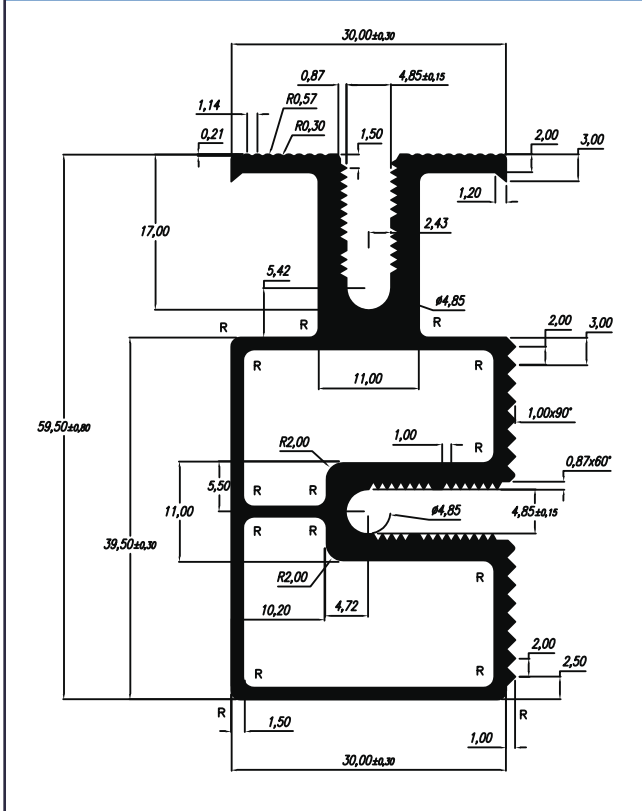 30,00±0,30
0,87
4,85±0,15
1,14
R0,57
0,21
R0,30
1,50
2,00
3,00
1,20
17,00
2,43
5,42
ø4,85
R
R
R
2,00
3,00
R
R
11,00
1,00x90°
59,50±0,80
R2,00
1,00
R
0,87x60°
5,50
R
R
11,00
ø4,85
4,85±0,15
39,50±0,30
R
R
R2,00
R
10,20
4,72
2,00
2,50
R
R
R
1,50
R
1,00
30,00±0,30